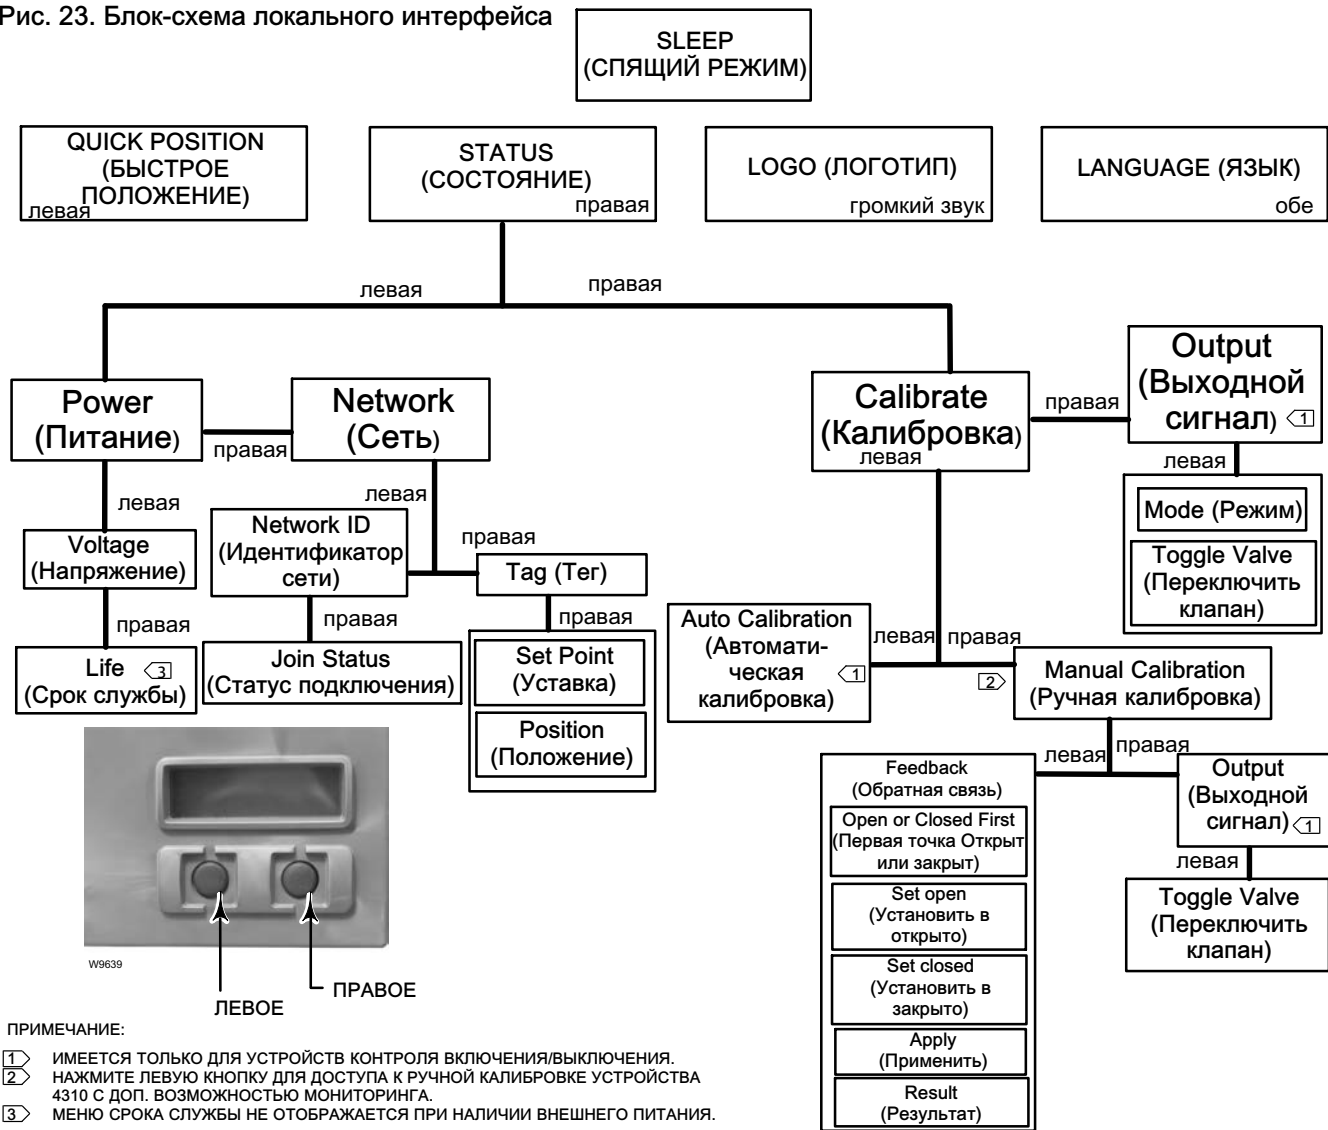 Рис. 23. Блок-схема локального интерфейса
SLEEP
(СПЯЩИЙ РЕЖИМ)
QUICK POSITION
(БЫСТРОЕ
ПОЛОЖЕНИЕ)
левая
STATUS
(СОСТОЯНИЕ)
правая
LOGO (ЛОГОТИП)
громкий звук
LANGUAGE (ЯЗЫК)
обе
левая
правая
Power
(Питание)
правая
Network
(Сеть)
Calibrate
(Калибровка)
левая
правая
Output
(Выходной
сигнал) 1
левая
Mode (Режим)
Toggle Valve
(Переключить
клапан)
левая
Voltage
(Напряжение)
правая
Life 3
(Срок службы)
левая
Network ID
(Идентификатор
сети)
правая
Join Status
(Статус подключения)
правая
Tag (Тег)
правая
Set Point
(Уставка)
Position
(Положение)
Auto Calibration
(Автомати-
ческая
калибровка) 1
левая
правая
2
Manual Calibration
(Ручная калибровка)
левая
правая
Feedback
(Обратная связь)
Open or Closed First
(Первая точка Открыт
или закрыт)
Set open
(Установить в
открыто)
Set closed
(Установить в
закрыто)
Apply
(Применить)
Result
(Результат)
Output
(Выходной
сигнал) 1
левая
Toggle Valve
(Переключить
клапан)
W9639
ЛЕВОЕ
ПРАВОЕ
ПРИМЕЧАНИЕ:
1 ИМЕЕТСЯ ТОЛЬКО ДЛЯ УСТРОЙСТВ КОНТРОЛЯ ВКЛЮЧЕНИЯ/ВЫКЛЮЧЕНИЯ.
2 НАЖМИТЕ ЛЕВУЮ КНОПКУ ДЛЯ ДОСТУПА К РУЧНОЙ КАЛИБРОВКЕ УСТРОЙСТВА
4310 С ДОП. ВОЗМОЖНОСТЬЮ МОНИТОРИНГА.
3 МЕНЮ СРОКА СЛУЖБЫ НЕ ОТОБРАЖАЕТСЯ ПРИ НАЛИЧИИ ВНЕШНЕГО ПИТАНИЯ.